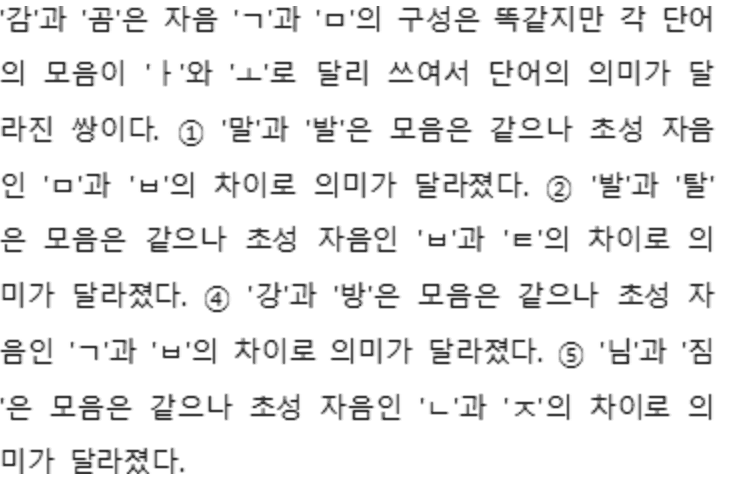 '감'과 '곰'은 자음 'ㄱ'과 'ㅁ'의 구성은 똑같지만 각 단어
의 모음이 'ㅏ'와 'ㅗ'로 달리 쓰여서 단어의 의미가 달
라진 쌍이다. ① '말'과 '발'은 모음은 같으나 초성 자음
인 'ㅁ'과 'ㅂ'의 차이로 의미가 달라졌다. ② '발'과 '탈'
은 모음은 같으나 초성 자음인 'ㅂ'과 'ㅌ'의 차이로 의
미가 달라졌다. ④ '강'과 '방'은 모음은 같으나 초성 자
음인 'ㄱ'과 'ㅂ'의 차이로 의미가 달라졌다. ⑤ '님'과 '짐
'은 모음은 같으나 초성 자음인 'ㄴ'과 'ㅈ'의 차이로 의
미가 달라졌다.